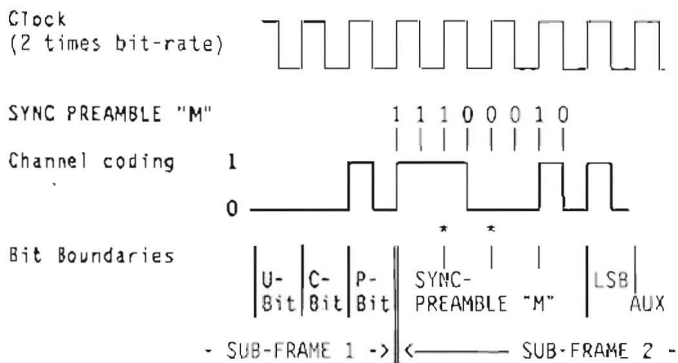 Clock
(2 times bit-rate)
SYNC PREAMBLE "M" 1 1 1 0 0 0 1 0
Channel coding 1
0
* *
Bit Boundaries
U- C- P- SYNC- LSB
Bit Bit Bit PREAMBLE "M" AUX
- SUB-FRAME 1 -> <—— SUB-FRAME 2 -